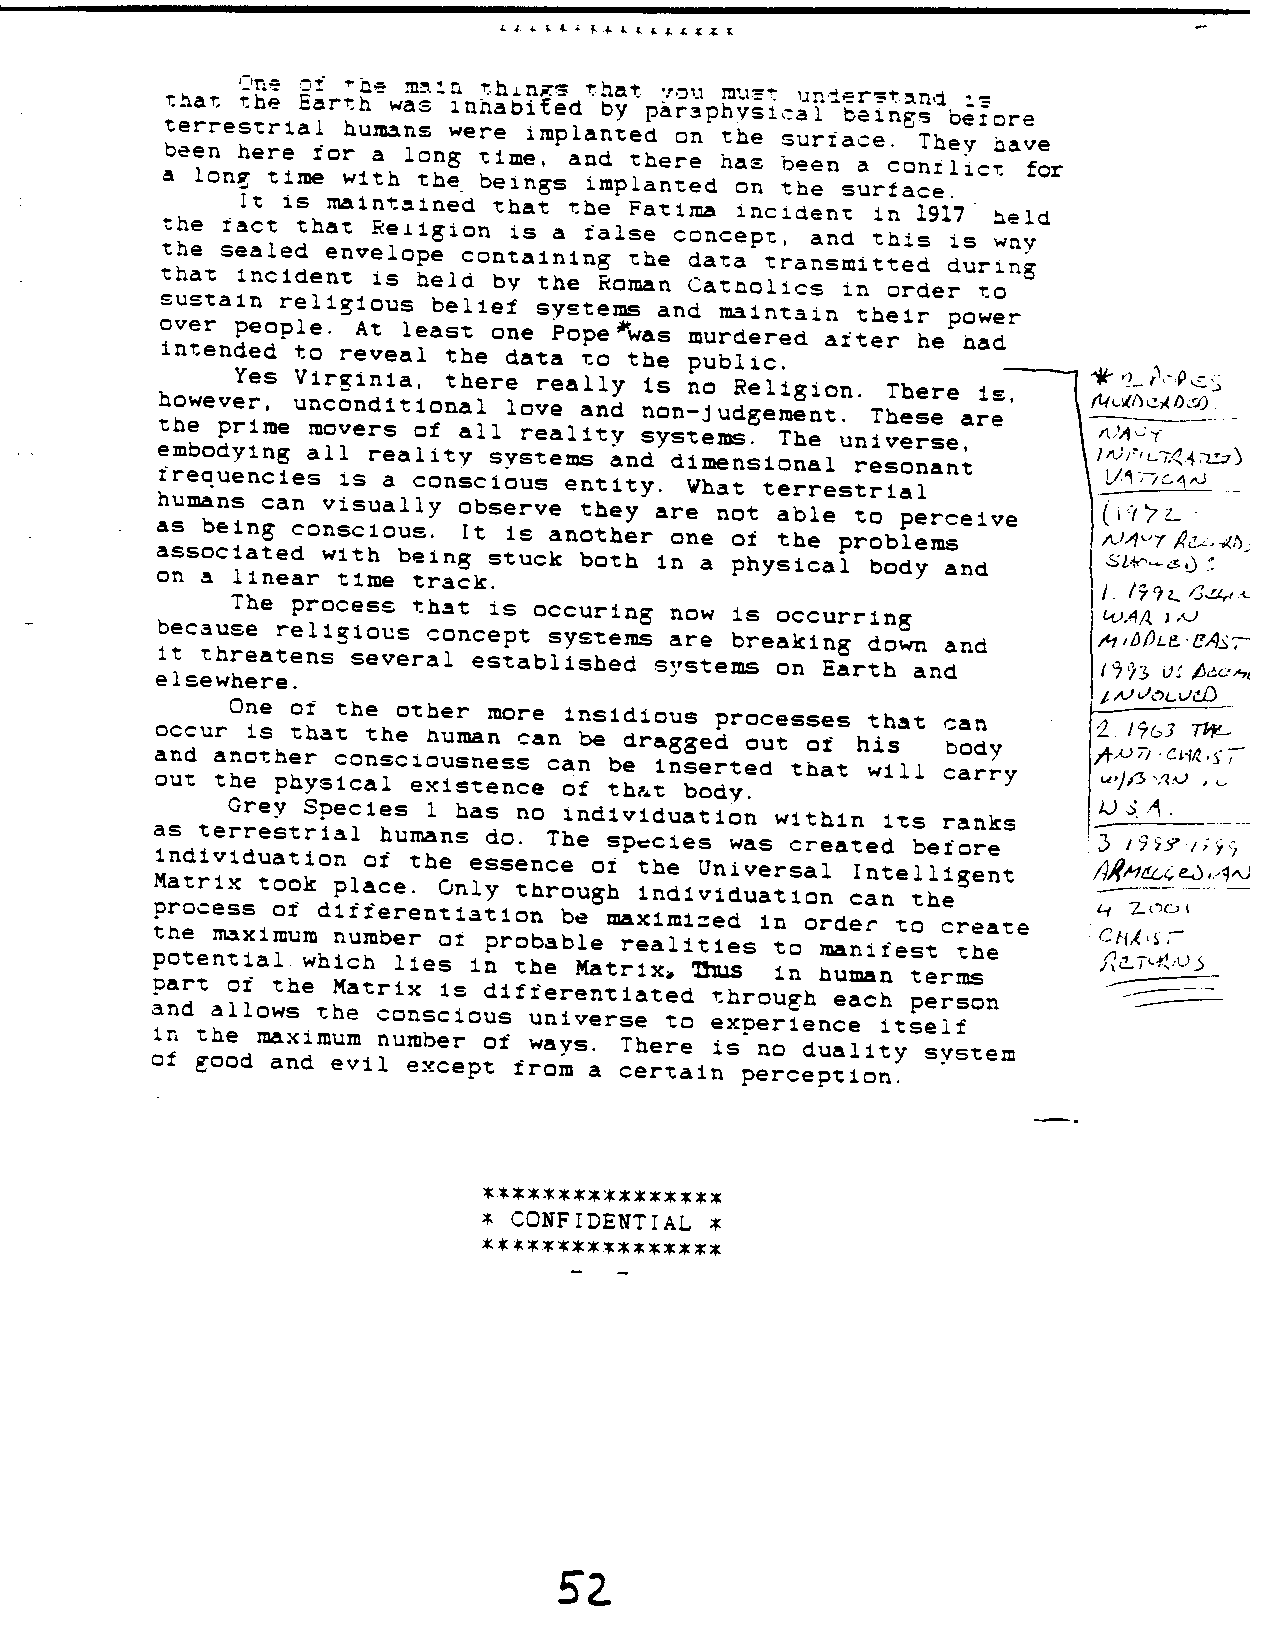 One of the main things that you must understand is
that the Earth was inhabited by paraphysical beings before
terrestrial humans were implanted on the surface. They have
been here for a long time, and there has been a conflict for
a long time with the beings implanted on the surface.
It is maintained that the Fatima incident in 1917 held
the fact that Religion is a false concept, and this is why
the sealed envelope containing the data transmitted during
that incident is held by the Roman Catholics in order to
sustain religious belief systems and maintain their power
over people. At least one Pope*was murdered after he had
intended to reveal the data to the public.
Yes Virginia, there really is no Religion. There is,
however, unconditional love and non-judgement. These are
the prime movers of all reality systems. The universe,
embodying all reality systems and dimensional resonant
frequencies is a conscious entity. What terrestrial
humans can visually observe they are not able to perceive
as being conscious. It is another one of the problems
associated with being stuck both in a physical body and
on a linear time track.
The process that is occuring now is occurring
because religious concept systems are breaking down and
it threatens several established systems on Earth and
elsewhere.
One of the other more insidious processes that can
occur is that the human can be dragged out of his body
and another consciousness can be inserted that will carry
out the physical existence of that body.
Grey Species 1 has no individuation within its ranks
as terrestrial humans do. The species was created before
individuation of the essence of the Universal Intelligent
Matrix took place. Only through individuation can the
process of differentiation be maximized in order to create
the maximum number of probable realities to manifest the
potential which lies in the Matrix. Thus in human terms
part of the Matrix is differentiated through each person
and allows the conscious universe to experience itself
in the maximum number of ways. There is no duality system
of good and evil except from a certain perception.
* 2 POPES
MURDERED
NAVY
INFILTRATED
VATICAN
(1972
NAVY
SHOWED:
1. 1992
WAR IN
MIDDLE-EAST
1993 US
INVOLVED
2. 1963 THE
ANTI-CHRIST
U.S.A.
3 1998-1999
ARMEGEDIAN
4 2001
CHRIST
RETURNS
****************
* CONFIDENTIAL *
****************
52